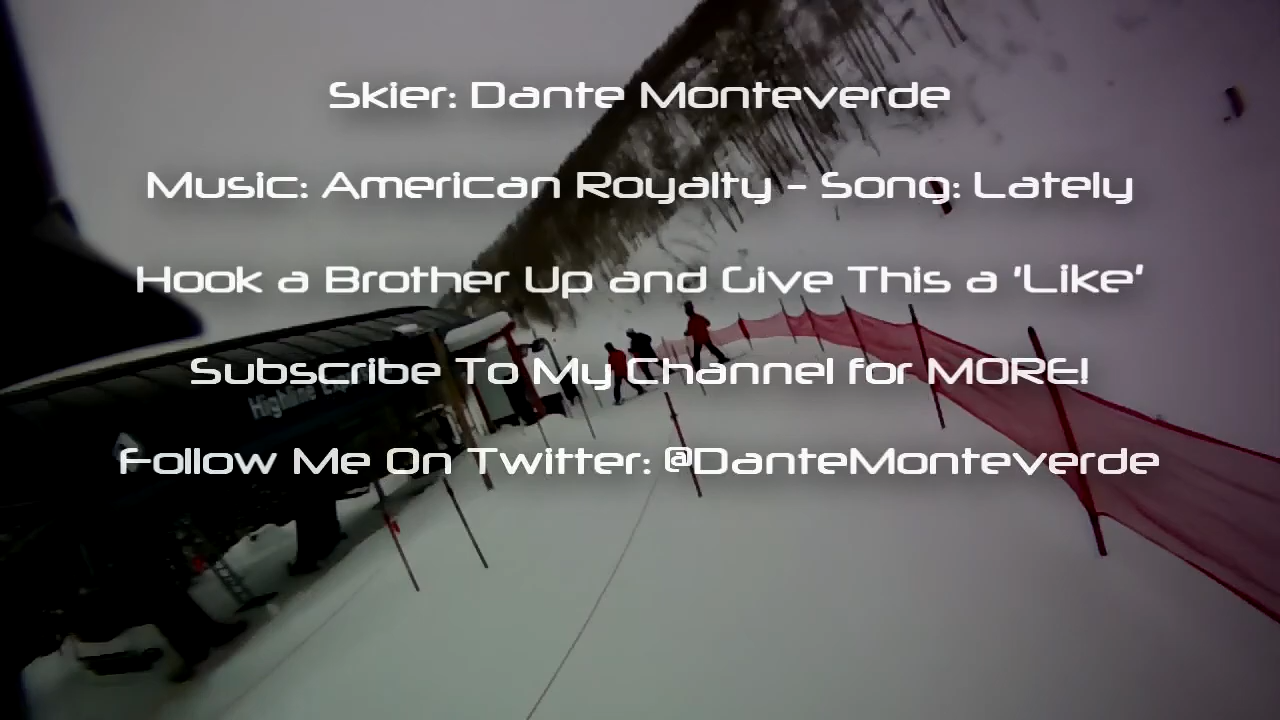 Skier: Dante Monteverde
Music: American Royalty - Song: Lately
Hook a Brother Up and Give This a 'Like'
Subscribe To My Channel for MORE!
Highline
Follow Me On Twitter: @DanteMonteverde